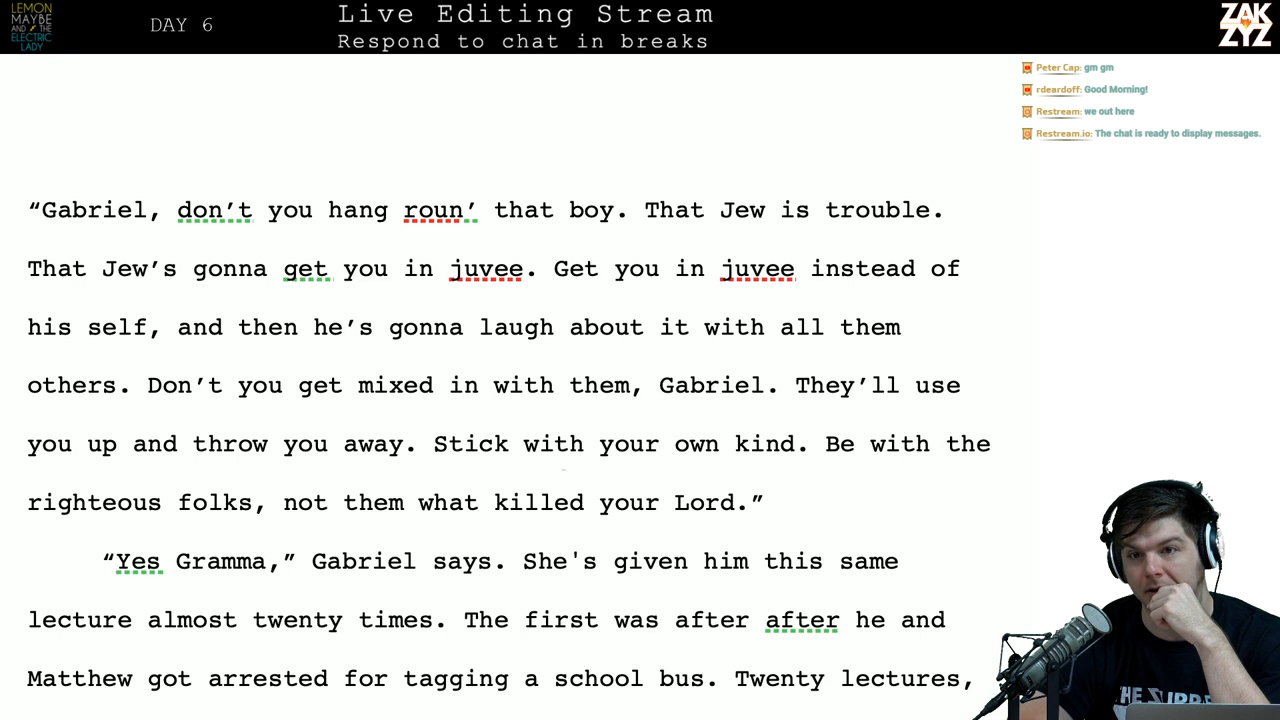 LEMON
MAYBE
AND THE
ELECTRIC
LADY
DAY 6
Live Editing Stream
Respond to chat in breaks
ZAK
ZYZ
Peter Cap: gm gm
rdeardoff: Good Morning!
Restream: we out here
Restream.io: The chat is ready to display messages.
“Gabriel, don’t you hang roun’ that boy. That Jew is trouble.
That Jew’s gonna get you in juvee. Get you in juvee instead of
his self, and then he’s gonna laugh about it with all them
others. Don’t you get mixed in with them, Gabriel. They’ll use
you up and throw you away. Stick with your own kind. Be with the
righteous folks, not them what killed your Lord.”
“Yes Gramma,” Gabriel says. She's given him this same
lecture almost twenty times. The first was after after he and
Matthew got arrested for tagging a school bus. Twenty lectures,
THE